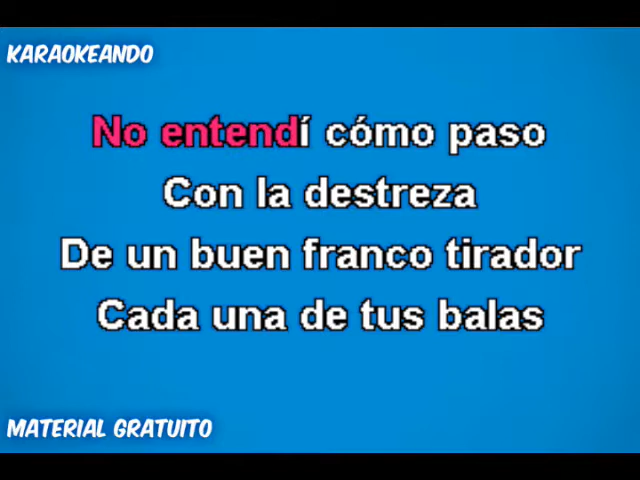 KARAOKEANDO
No entendí cómo paso
Con la destreza
De un buen franco tirador
Cada una de tus balas
MATERIAL GRATUITO